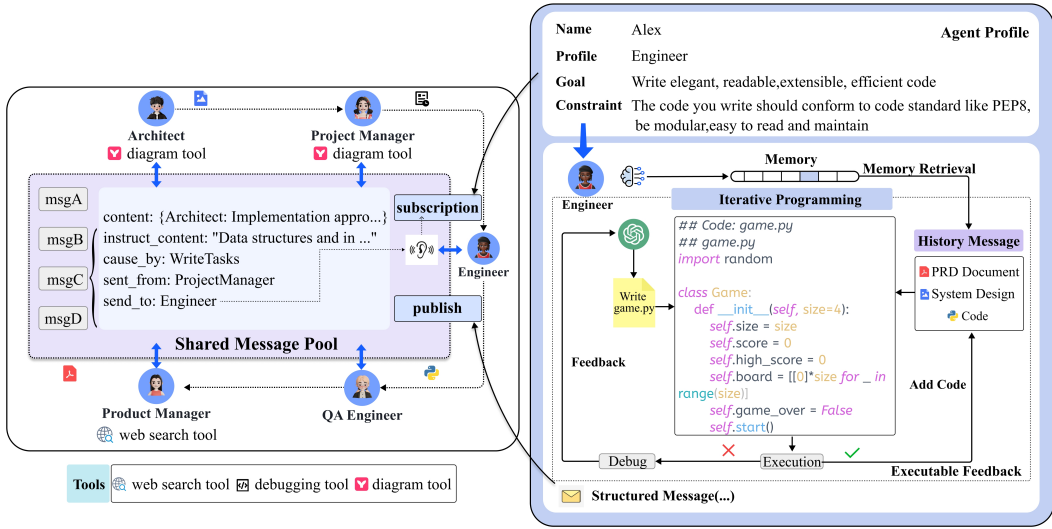 Architect
diagram tool
Project Manager
diagram tool
msgA
msgB
msgC
msgD
content: {Architect: Implementation appro...}
instruct_content: "Data structures and in ..."
cause_by: WriteTasks
sent_from: ProjectManager
send_to: Engineer
subscription
Engineer
publish
Shared Message Pool
Product Manager
web search tool
QA Engineer
Tools
web search tool
debugging tool
diagram tool
Name Alex
Agent Profile
Profile Engineer
Goal Write elegant, readable,extensible, efficient code
Constraint The code you write should conform to code standard like PEP8,
be modular,easy to read and maintain
Engineer
Memory
Memory Retrieval
Iterative Programming
## Code: game.py
## game.py
import random
class Game:
def __init__(self, size=4):
self.size = size
self.score = 0
self.high_score = 0
self.board = [[0]*size for _ in
range(size)]
self.game_over = False
self.start()
Write
game.py
History Message
PRD Document
System Design
Code
Feedback
Add Code
Debug
Execution
Executable Feedback
Structured Message(...)